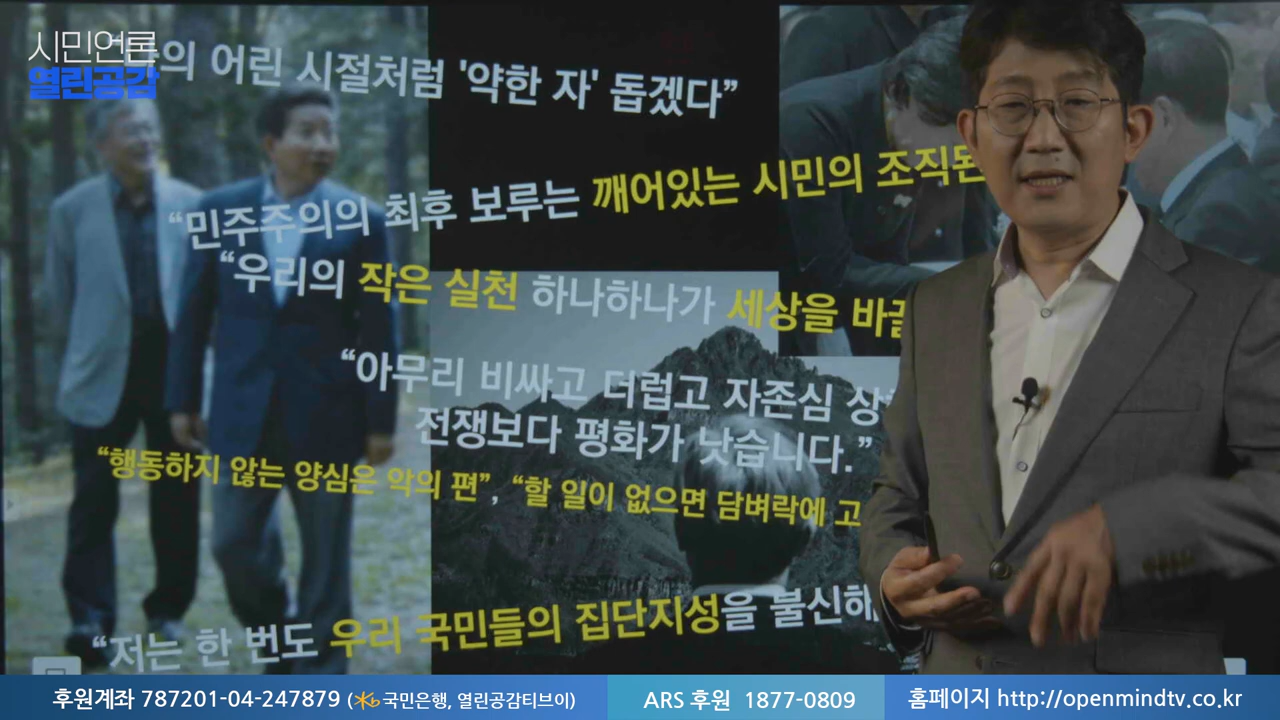 시민언론
열린공감
의 어린 시절처럼 '약한 자' 돕겠다”
“민주주의의 최후 보루는 깨어있는 시민의 조직된
“우리의 작은 실천 하나하나가 세상을 바꿀
“아무리 비싸고 더럽고 자존심 상
전쟁보다 평화가 낫습니다.”
“행동하지 않는 양심은 악의 편”, “할 일이 없으면 담벼락에 고
“저는 한 번도 우리 국민들의 집단지성을 불신해
후원계좌 787201-04-247879 (국민은행, 열린공감티브이) ARS 후원 1877-0809 홈페이지 http://openmindtv.co.kr